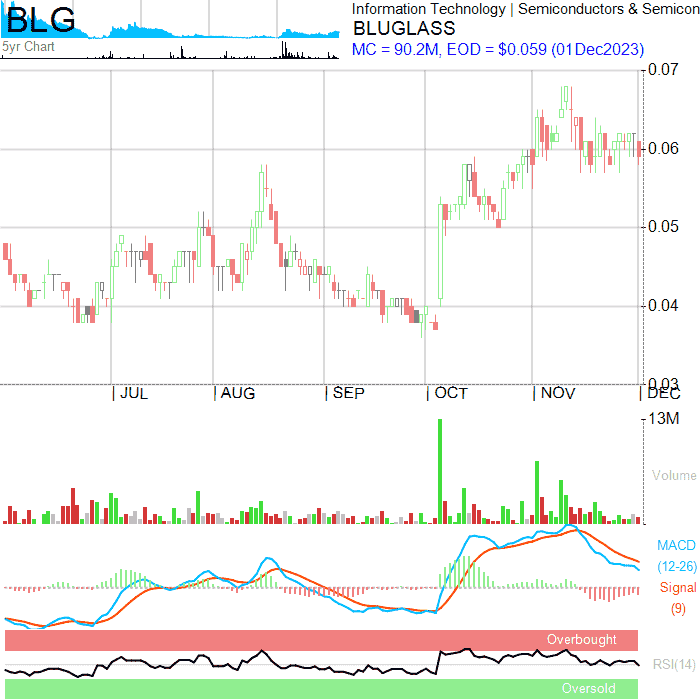 BLG
5yr Chart
Information Technology | Semiconductors & Semicon
BLUGLASS
MC = 90.2M, EOD = $0.059 (01Dec2023)
0.07
0.06
0.05
0.04
0.03
| JUL | AUG | SEP | OCT | NOV | DEC
13M
Volume
MACD
(12-26)
Signal
(9)
Overbought
RSI(14)
Oversold